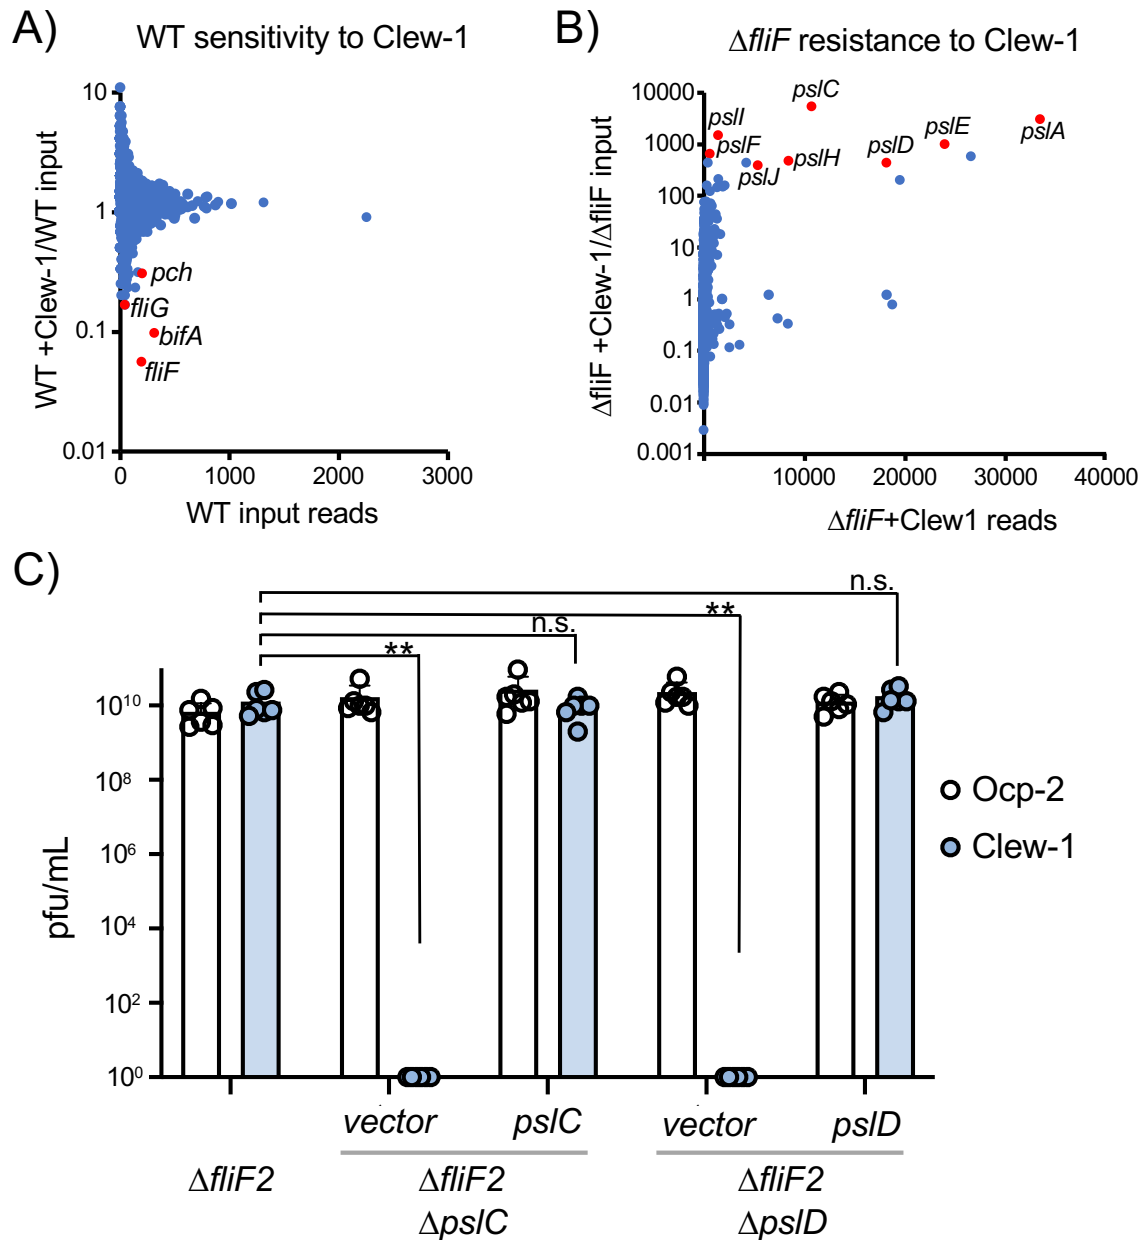 A)
WT sensitivity to Clew-1
WT +Clew-1/WT input
10
1
0.1
0.01
pch
fliG
bifA
fliF
0
1000
2000
3000
WT input reads
B)
ΔfliF resistance to Clew-1
ΔfliF +Clew-1/ΔfliF input
10000
1000
100
10
1
0.1
0.01
0.001
pslC
pslI
pslF
pslJ
pslH
pslD
pslE
pslA
10000
20000
30000
40000
ΔfliF+Clew1 reads
C)
n.s.
**
n.s.
**
pfu/mL
10¹⁰
10⁸
10⁶
10⁴
10²
10⁰
Ocp-2
Clew-1
vector
pslC
vector
pslD
ΔfliF2
ΔfliF2
ΔpslC
ΔfliF2
ΔpslD